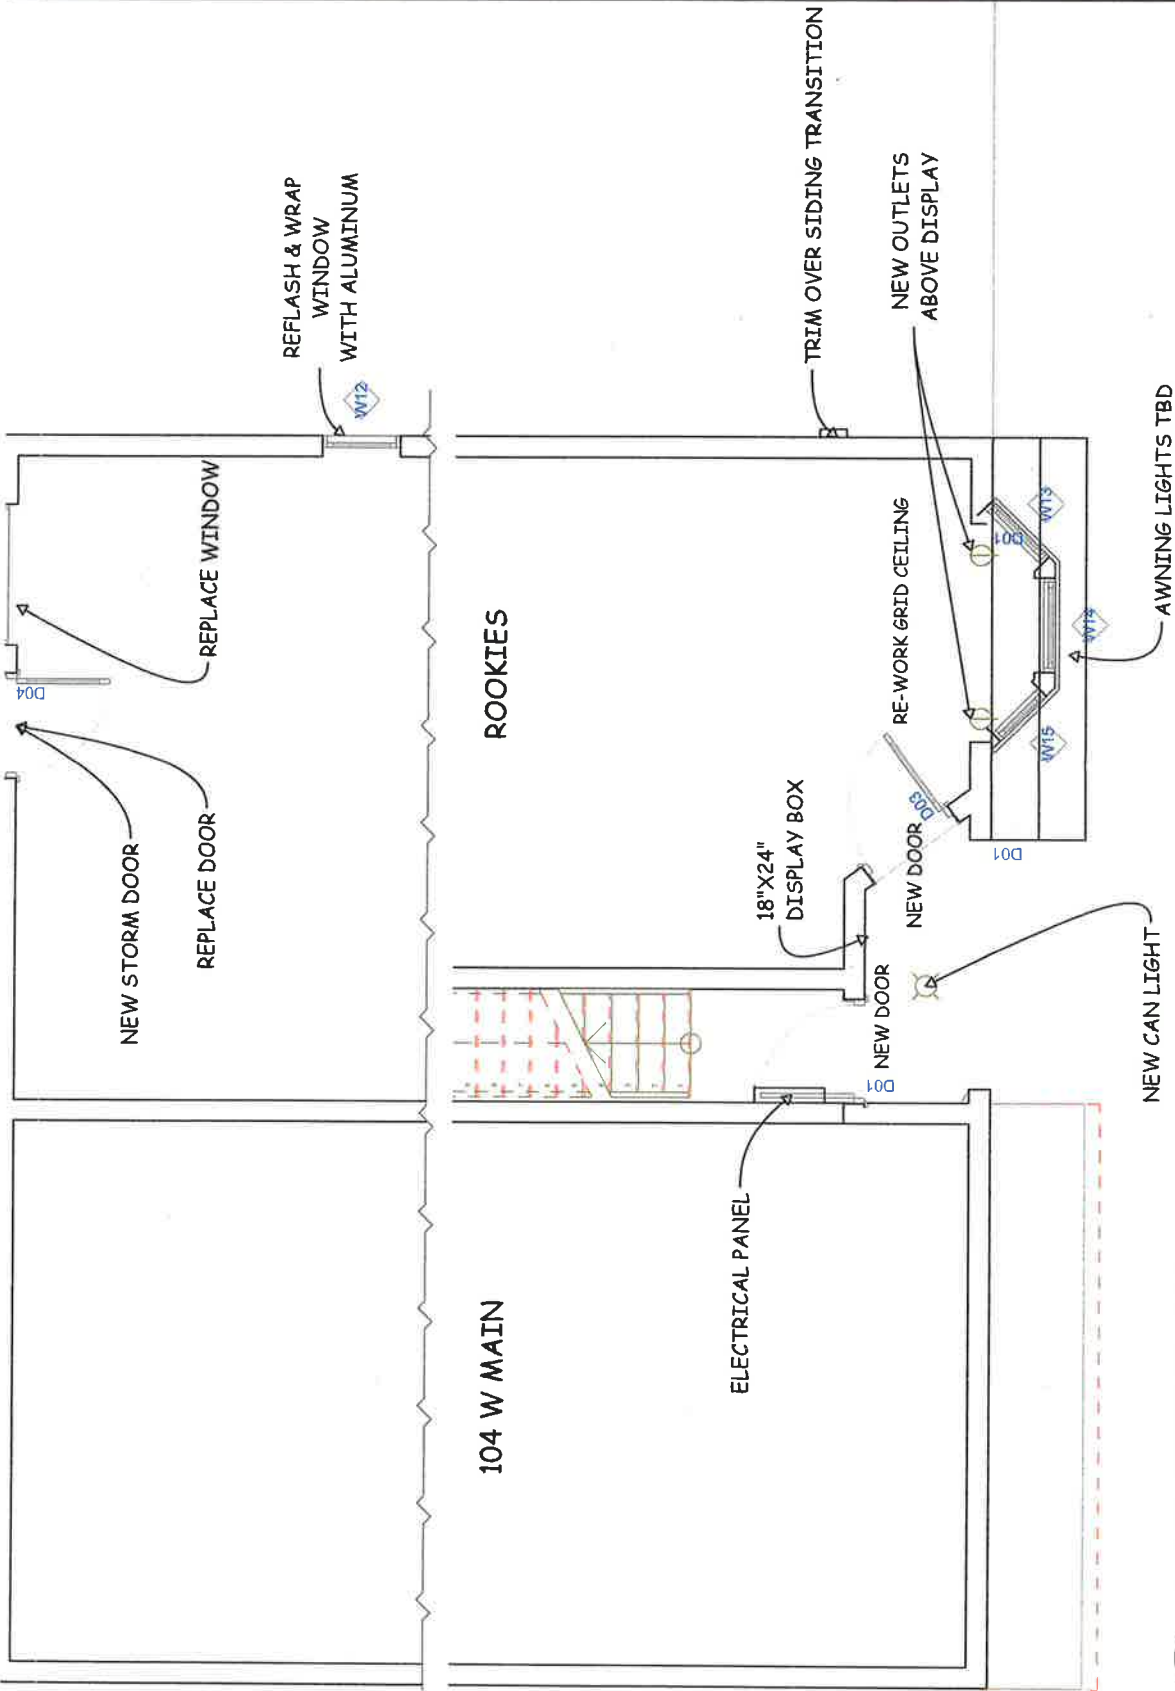 NEW STORM DOOR
REPLACE DOOR
D04
REPLACE WINDOW
REFLASH & WRAP
WINDOW
WITH ALUMINUM
W12
104 W MAIN
ROOKIES
ELECTRICAL PANEL
18"X24"
DISPLAY BOX
TRIM OVER SIDING TRANSITION
NEW DOOR
D01
NEW DOOR
D03
RE-WORK GRID CEILING
NEW OUTLETS
ABOVE DISPLAY
D01
D01
W15
W14
W13
NEW CAN LIGHT
AWNING LIGHTS TBD